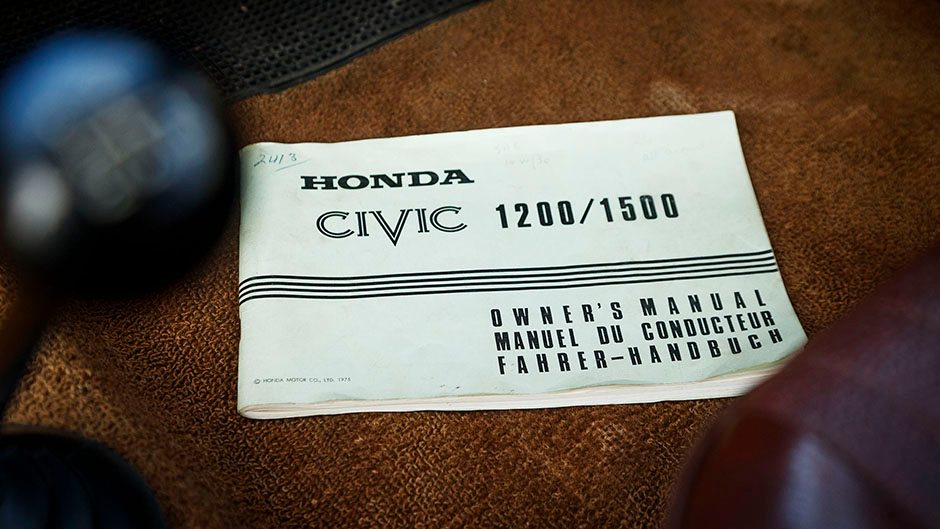 2413
HONDA
CIVIC 1200/1500
OWNER'S MANUAL
MANUEL DU CONDUCTEUR
FAHRER-HANDBUCH
© HONDA MOTOR CO., LTD. 1975